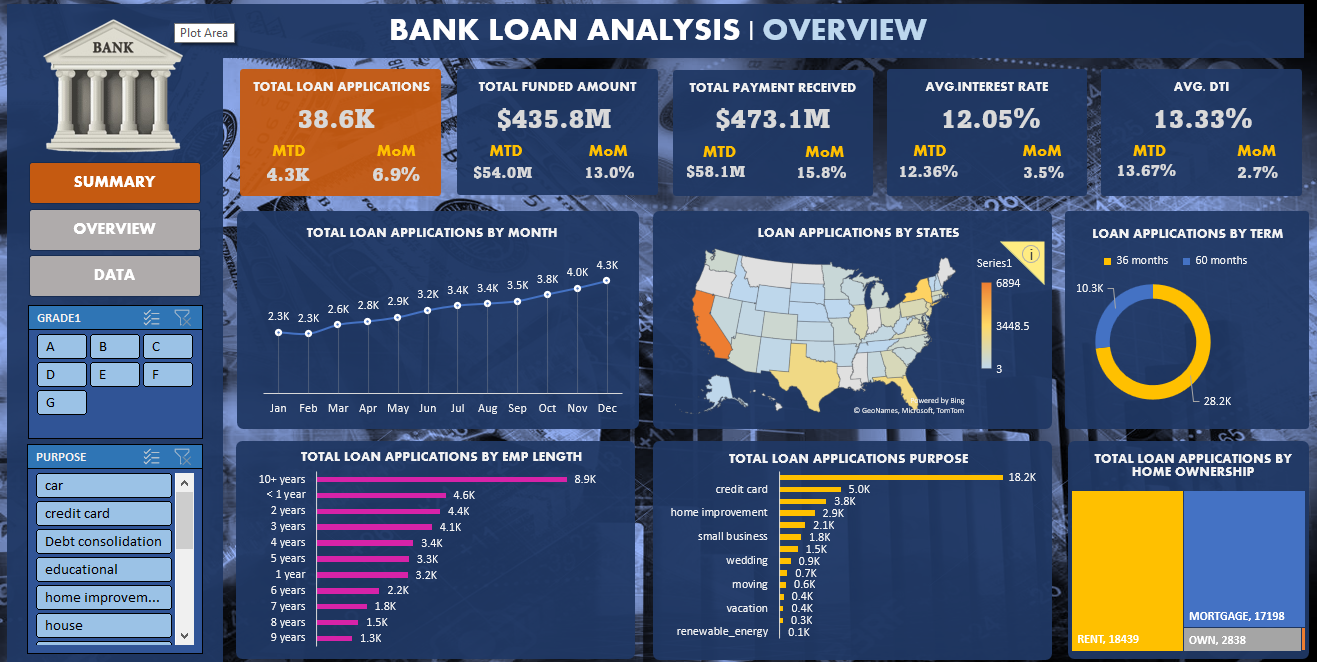 BANK
Plot Area
BANK LOAN ANALYSIS | OVERVIEW
SUMMARY
OVERVIEW
DATA
GRADE1
A
B
C
D
E
F
G
PURPOSE
car
credit card
Debt consolidation
educational
home improvem...
house
TOTAL LOAN APPLICATIONS
38.6K
MTD MoM
4.3K 6.9%
TOTAL FUNDED AMOUNT
$435.8M
MTD MoM
$54.0M 13.0%
TOTAL PAYMENT RECEIVED
$473.1M
MTD MoM
$58.1M 15.8%
AVG.INTEREST RATE
12.05%
MTD MoM
12.36% 3.5%
AVG. DTI
13.33%
MTD MoM
13.67% 2.7%
TOTAL LOAN APPLICATIONS BY MONTH
2.3K 2.3K 2.6K 2.8K 2.9K 3.2K 3.4K 3.4K 3.5K 3.8K 4.0K 4.3K
Jan Feb Mar Apr May Jun Jul Aug Sep Oct Nov Dec
LOAN APPLICATIONS BY STATES
Series1
6894
3448.5
3
Powered by Bing
© GeoNames, Microsoft, TomTom
LOAN APPLICATIONS BY TERM
36 months 60 months
10.3K
28.2K
TOTAL LOAN APPLICATIONS BY EMP LENGTH
10+ years 8.9K
< 1 year 4.6K
2 years 4.4K
3 years 4.1K
4 years 3.4K
5 years 3.3K
1 year 3.2K
6 years 2.2K
7 years 1.8K
8 years 1.5K
9 years 1.3K
TOTAL LOAN APPLICATIONS PURPOSE
18.2K
credit card 5.0K
3.8K
home improvement 2.9K
2.1K
small business 1.8K
1.5K
wedding 0.9K
0.7K
moving 0.6K
0.4K
vacation 0.4K
0.3K
renewable_energy 0.1K
TOTAL LOAN APPLICATIONS BY
HOME OWNERSHIP
RENT, 18439
MORTGAGE, 17198
OWN, 2838